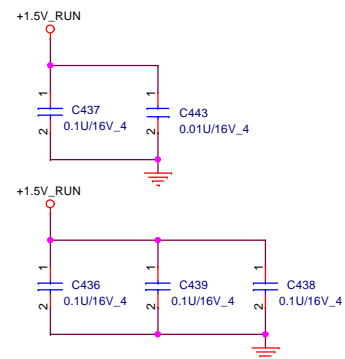 +1.5V_RUN
1 1
C437 C443
0.1U/16V_4 0.01U/16V_4
2 2
+1.5V_RUN
1 1 1
C436 C439 C438
0.1U/16V_4 0.1U/16V_4 0.1U/16V_4
2 2 2